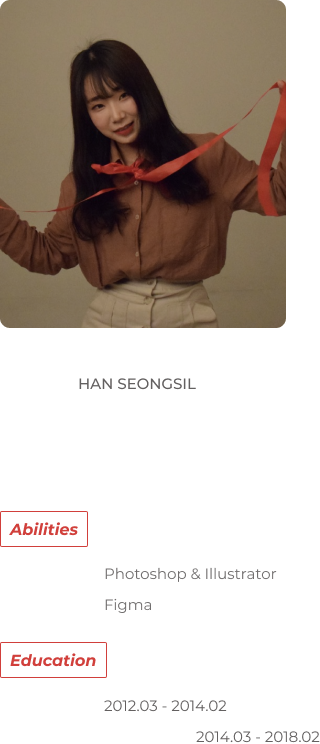 HAN SEONGSIL
Abilities
Photoshop & Illustrator
Figma
Education
2012.03 - 2014.02
2014.03 - 2018.02